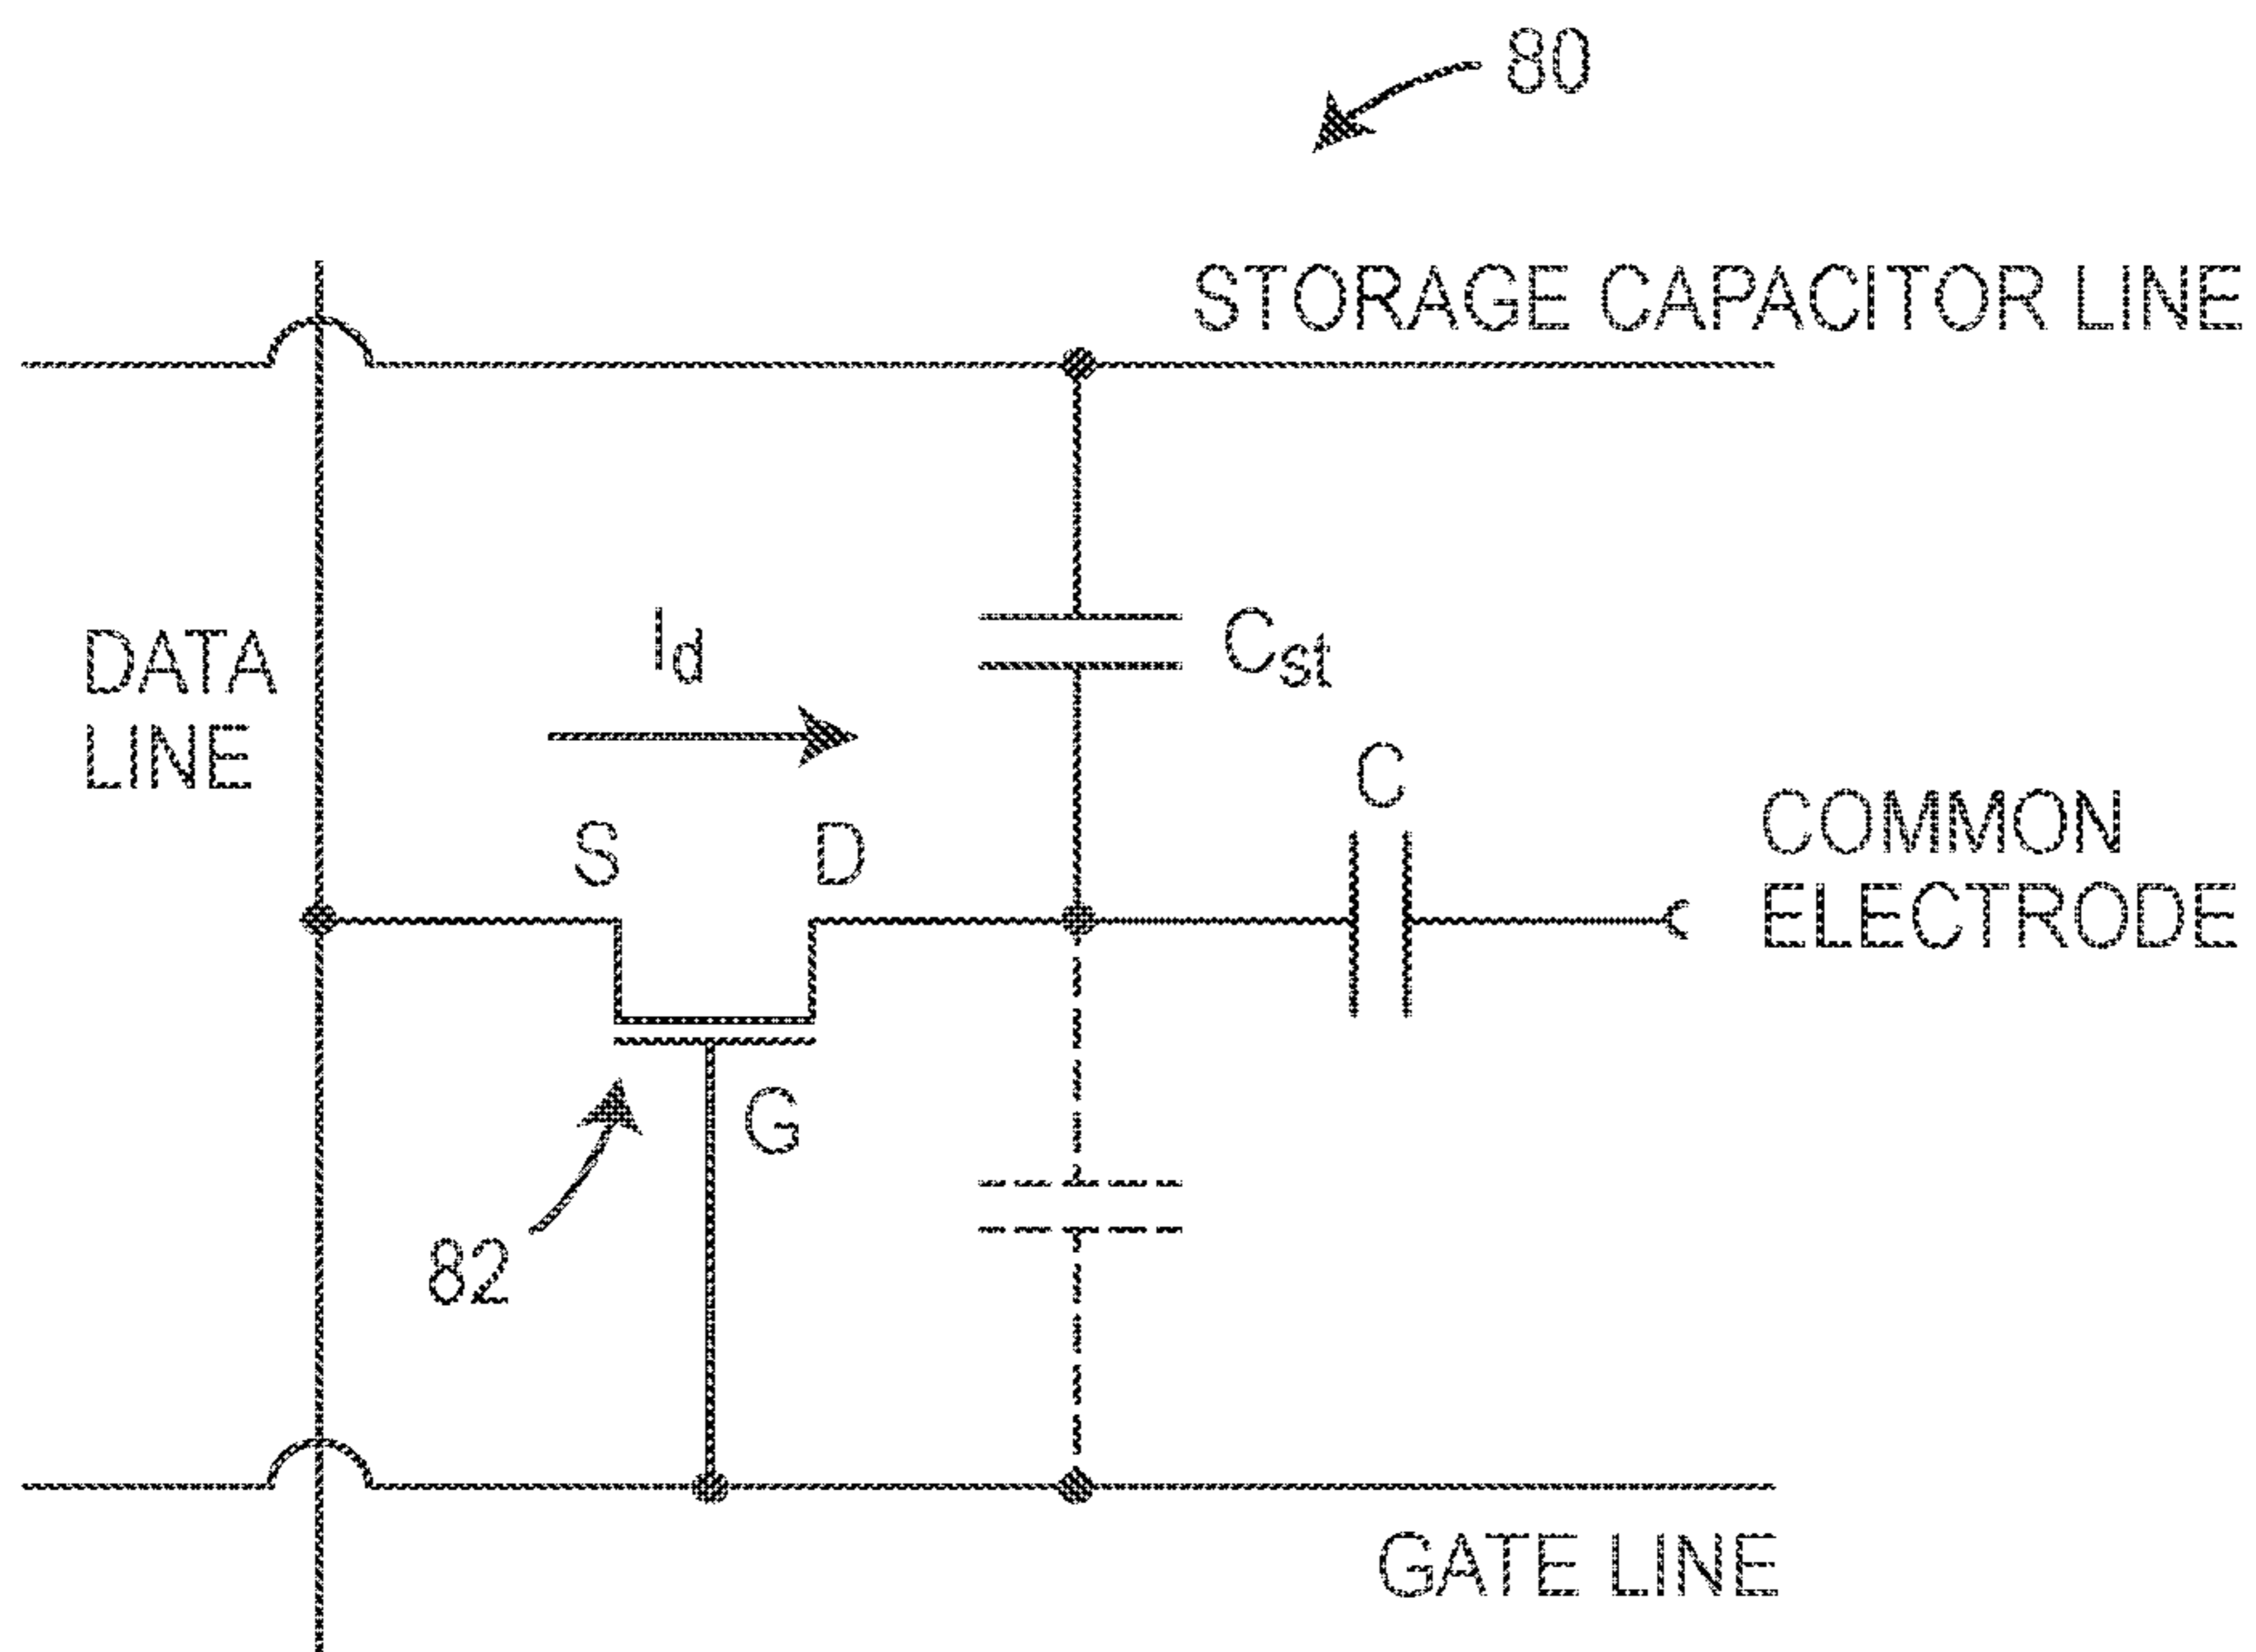 80
STORAGE CAPACITOR LINE
DATA
LINE
Id
Cst
C
COMMON
ELECTRODE
S
D
G
82
GATE LINE